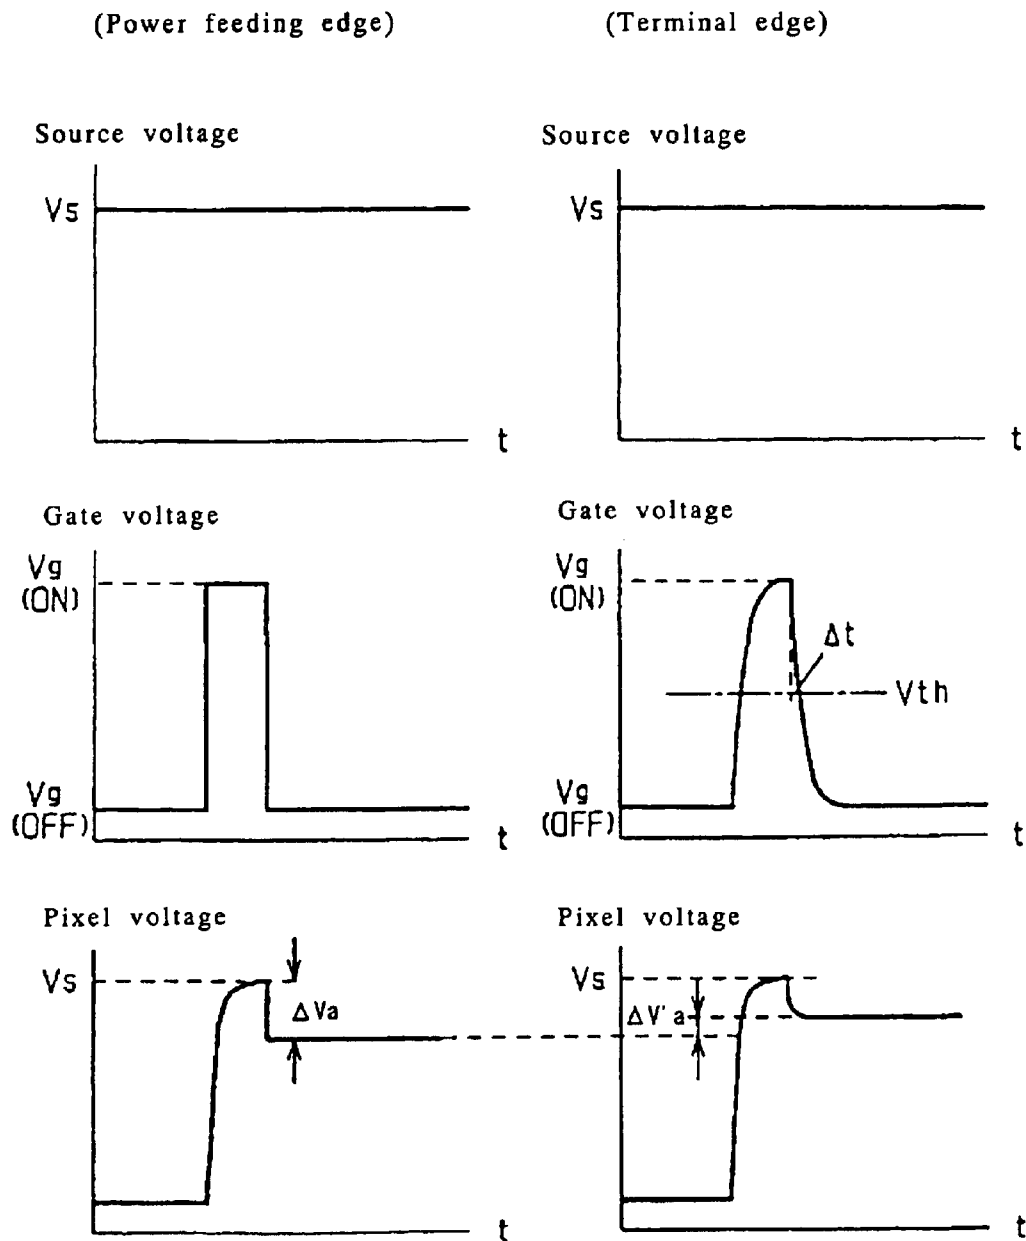 (Power feeding edge)
(Terminal edge)
Source voltage
Vs
t
Source voltage
Vs
t
Gate voltage
Vg
(ON)
Vg
(OFF)
t
Gate voltage
Vg
(ON)
Δt
Vth
Vg
(OFF)
t
Pixel voltage
Vs
ΔVa
t
Pixel voltage
Vs
ΔV'a
t